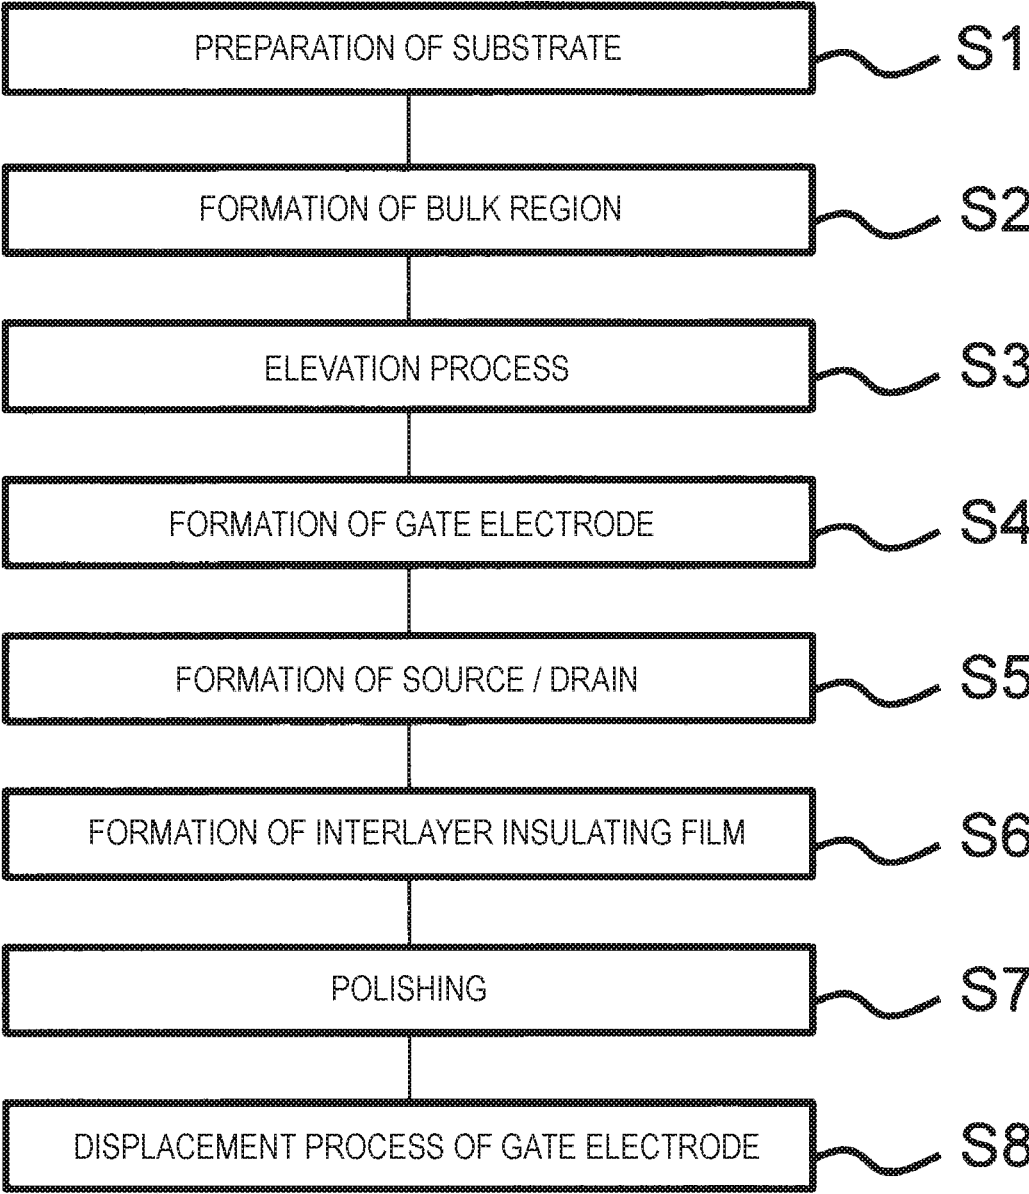 PREPARATION OF SUBSTRATE S1
FORMATION OF BULK REGION S2
ELEVATION PROCESS S3
FORMATION OF GATE ELECTRODE S4
FORMATION OF SOURCE / DRAIN S5
FORMATION OF INTERLAYER INSULATING FILM S6
POLISHING S7
DISPLACEMENT PROCESS OF GATE ELECTRODE S8